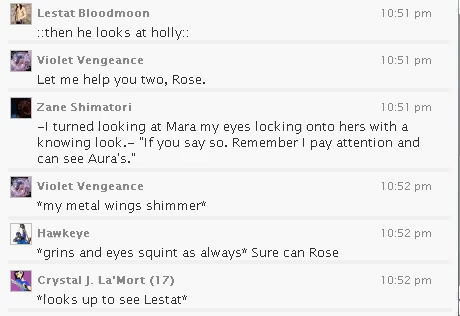 Lestat Bloodmoon 10:51 pm
::then he looks at holly::
Violet Vengeance 10:51 pm
Let me help you two, Rose.
Zane Shimatori 10:51 pm
~I turned looking at Mara my eyes locking onto hers with a
knowing look.~ "If you say so. Remember I pay attention and
can see Aura's."
Violet Vengeance 10:52 pm
*my metal wings shimmer*
Hawkeye 10:52 pm
*grins and eyes squint as always* Sure can Rose
Crystal J. La'Mort (17) 10:52 pm
*looks up to see Lestat*